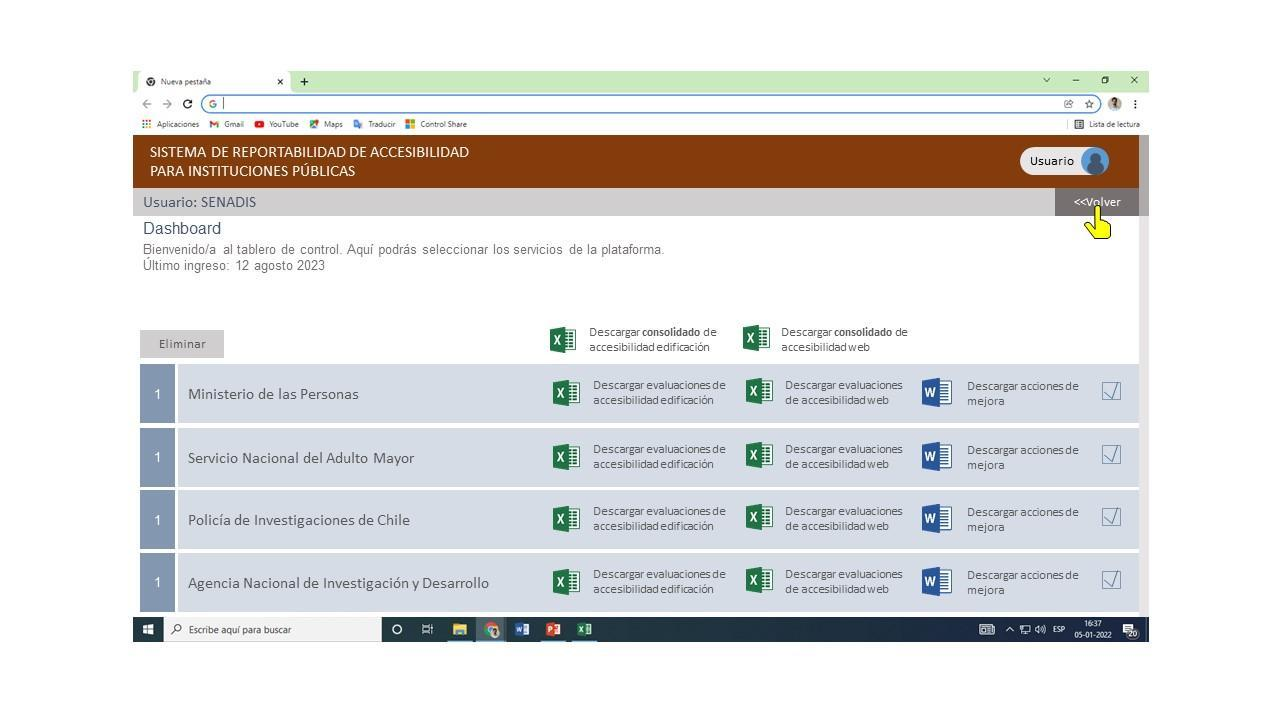 Nueva pestaña
Aplicaciones Gmail YouTube Maps Traducir Control Share Lista de lectura
SISTEMA DE REPORTABILIDAD DE ACCESIBILIDAD
PARA INSTITUCIONES PÚBLICAS
Usuario
Usuario: SENADIS
<<Volver
Dashboard
Bienvenido/a al tablero de control. Aquí podrás seleccionar los servicios de la plataforma.
Último ingreso: 12 agosto 2023
Eliminar
Descargar consolidado de
accesibilidad edificación
Descargar consolidado de
accesibilidad web
1
Ministerio de las Personas
Descargar evaluaciones de
accesibilidad edificación
Descargar evaluaciones
de accesibilidad web
Descargar acciones de
mejora
1
Servicio Nacional del Adulto Mayor
Descargar evaluaciones de
accesibilidad edificación
Descargar evaluaciones
de accesibilidad web
Descargar acciones de
mejora
1
Policía de Investigaciones de Chile
Descargar evaluaciones de
accesibilidad edificación
Descargar evaluaciones
de accesibilidad web
Descargar acciones de
mejora
1
Agencia Nacional de Investigación y Desarrollo
Descargar evaluaciones de
accesibilidad edificación
Descargar evaluaciones
de accesibilidad web
Descargar acciones de
mejora
Escribe aquí para buscar
ESP
16:37
05-01-2022
20